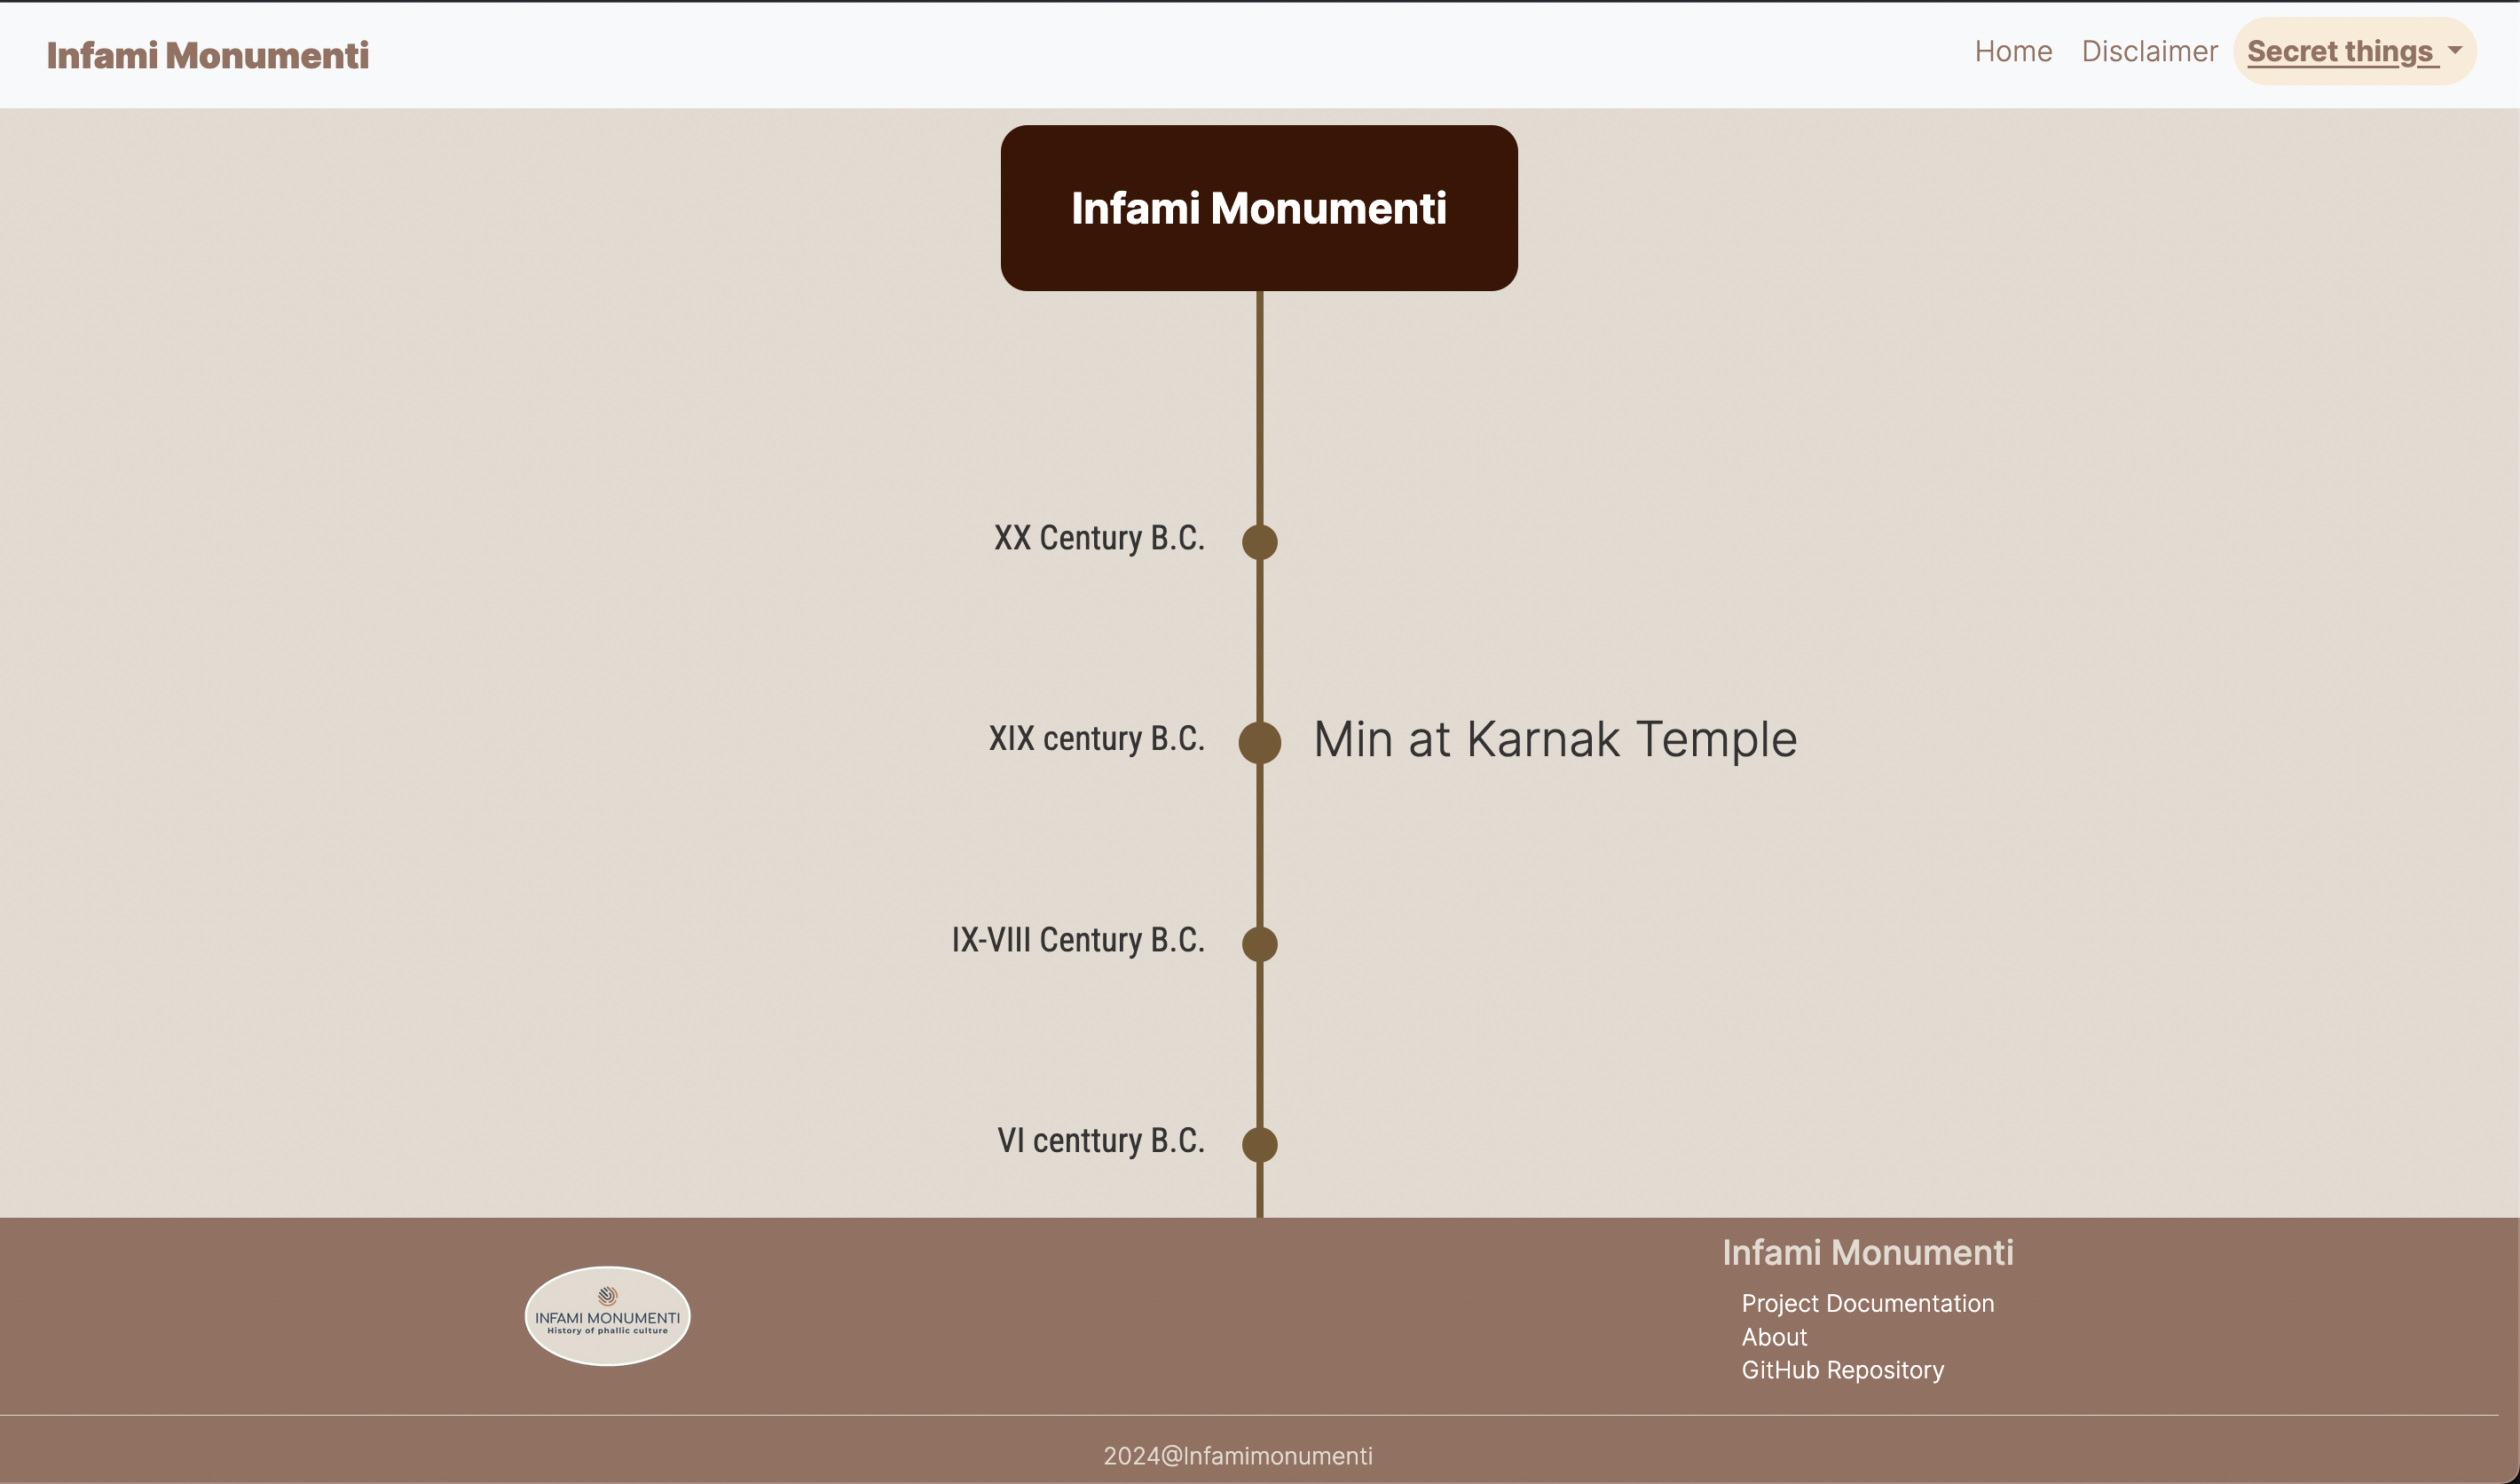 Infami Monumenti
Home Disclaimer Secret things
Infami Monumenti
XX Century B.C.
XIX century B.C. Min at Karnak Temple
IX-VIII Century B.C.
VI centtury B.C.
INFAMI MONUMENTI
History of phallic culture
Infami Monumenti
Project Documentation
About
GitHub Repository
2024@Infamimonumenti